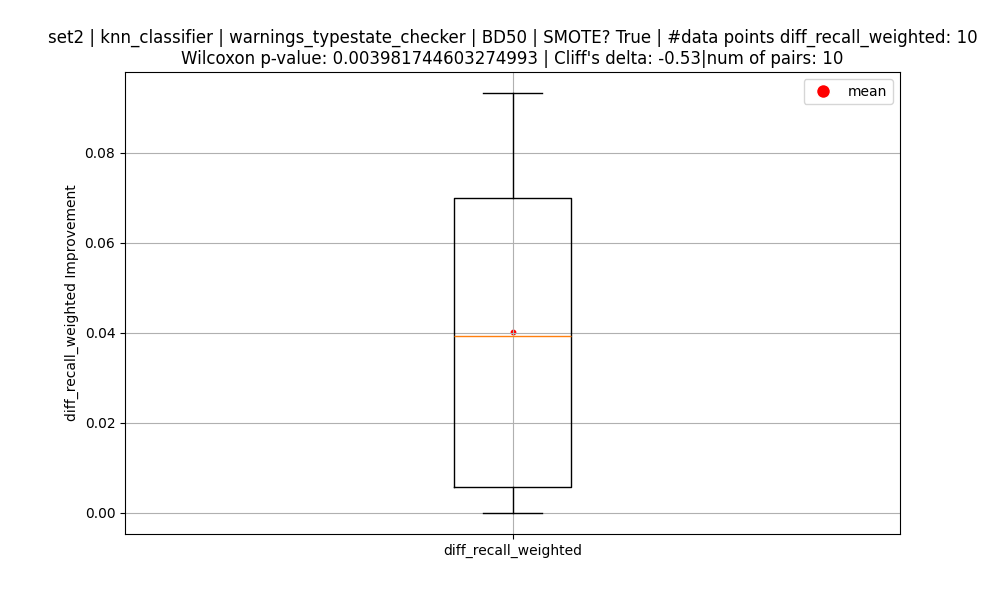 set2 | knn_classifier | warnings_typestate_checker | BD50 | SMOTE? True | #data points diff_recall_weighted: 10
Wilcoxon p-value: 0.003981744603274993 | Cliff's delta: -0.53|num of pairs: 10
mean
diff_recall_weighted Improvement
0.08
0.06
0.04
0.02
0.00
diff_recall_weighted